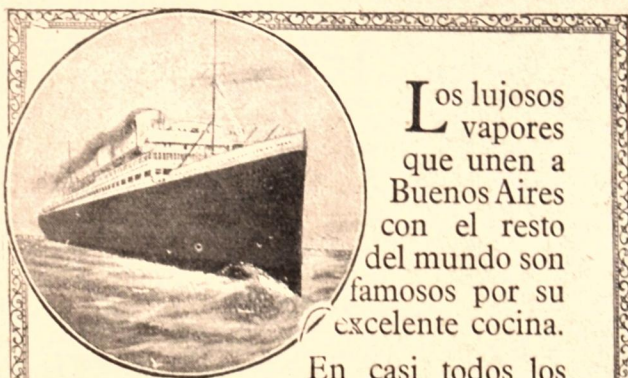 Los lujosos
vapores
que unen a
Buenos Aires
con el resto
del mundo son
famosos por su
excelente cocina.
En casi todos los